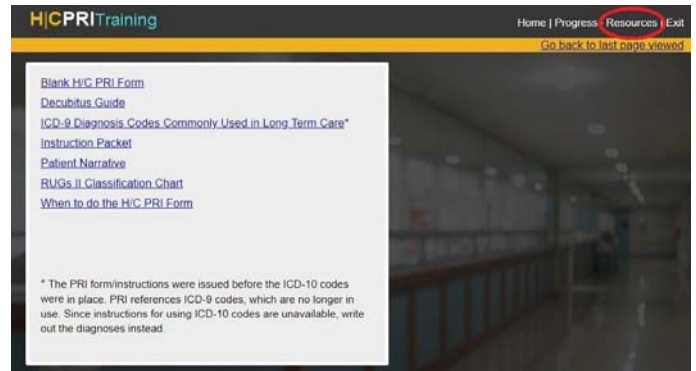 H|CPRITraining
Home | Progress | Resources | Exit
Go back to last page viewed
Blank H/C PRI Form
Decubitus Guide
ICD-9 Diagnosis Codes Commonly Used in Long Term Care*
Instruction Packet
Patient Narrative
RUGs II Classification Chart
When to do the H/C PRI Form
* The PRI form/instructions were issued before the ICD-10 codes
were in place. PRI references ICD-9 codes, which are no longer in
use. Since instructions for using ICD-10 codes are unavailable, write
out the diagnoses instead.